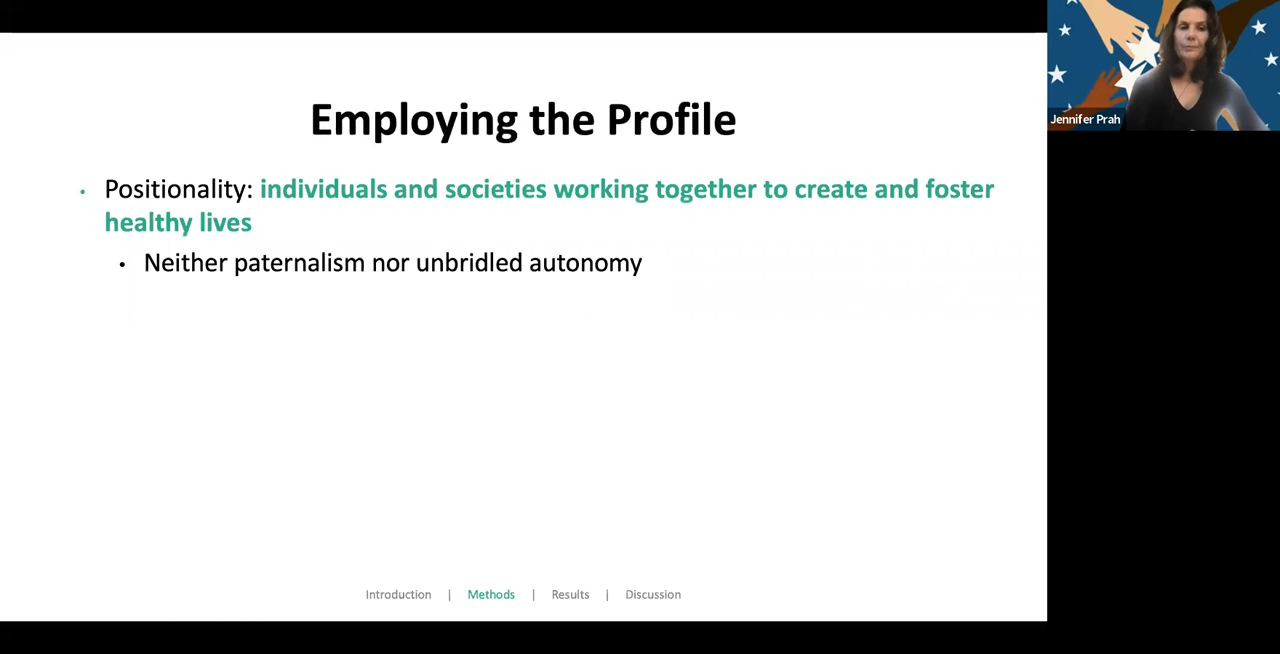 Employing the Profile
• Positionality: individuals and societies working together to create and foster
healthy lives
• Neither paternalism nor unbridled autonomy
Introduction | Methods | Results | Discussion
Jennifer Prah